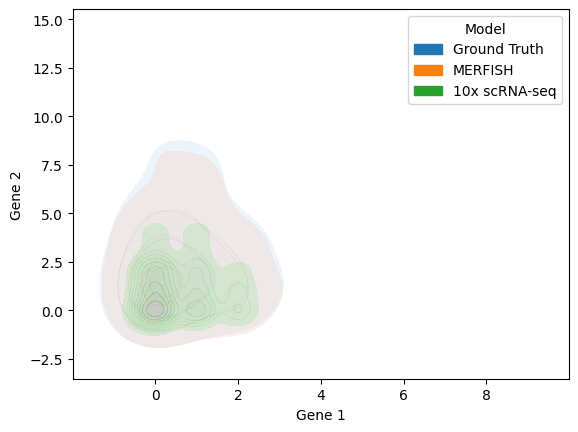 Model
Ground Truth
MERFISH
10x scRNA-seq
15.0
12.5
10.0
7.5
5.0
2.5
0.0
−2.5
Gene 2
0 2 4 6 8
Gene 1